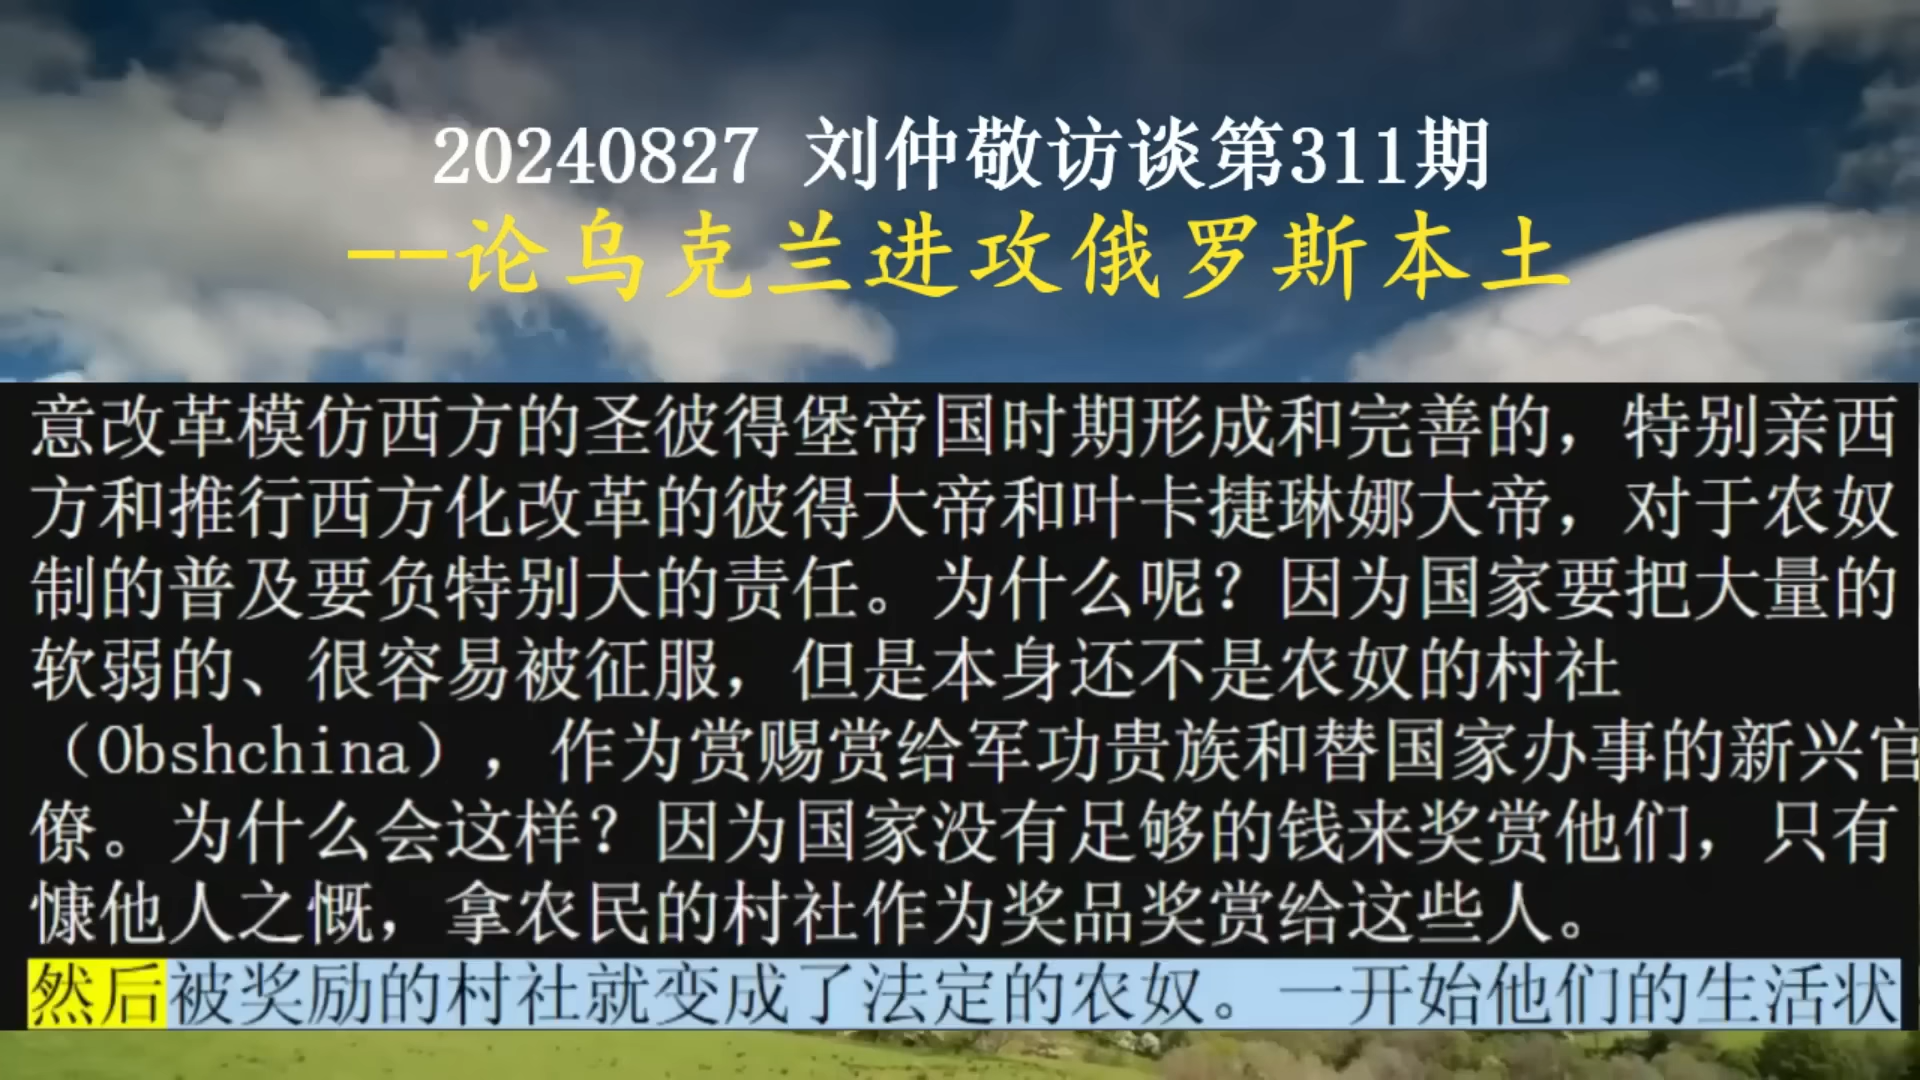 20240827 刘仲敬访谈第311期
--论乌克兰进攻俄罗斯本土
意改革模仿西方的圣彼得堡帝国时期形成和完善的，特别亲西
方和推行西方化改革的彼得大帝和叶卡捷琳娜大帝，对于农奴
制的普及要负特别大的责任。为什么呢？因为国家要把大量的
软弱的、很容易被征服，但是本身还不是农奴的村社
（Obshchina），作为赏赐赏给军功贵族和替国家办事的新兴官
僚。为什么会这样？因为国家没有足够的钱来奖赏他们，只有
慷他人之慨，拿农民的村社作为奖品奖赏给这些人。
然后被奖励的村社就变成了法定的农奴。一开始他们的生活状